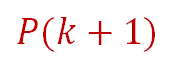 P(k + 1)